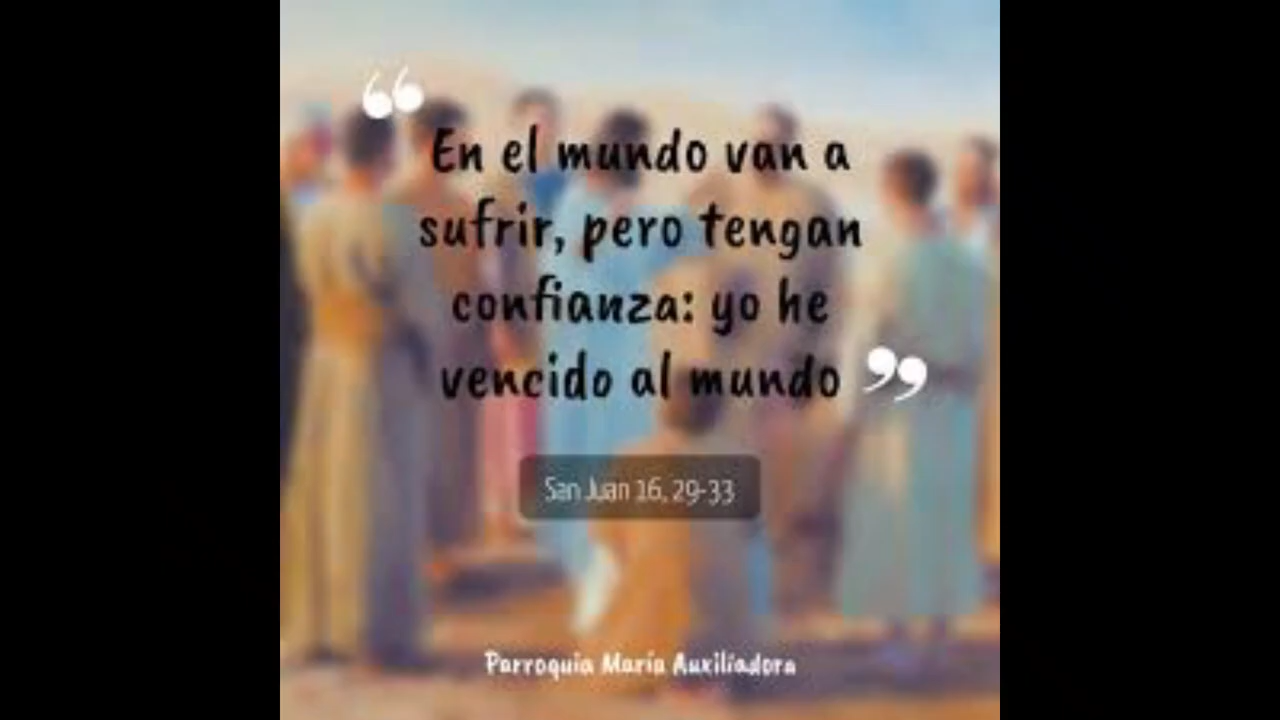 “
En el mundo van a
sufrir, pero tengan
confianza: yo he
vencido al mundo ”
San Juan 16, 29-33
Parroquia María Auxiliadora